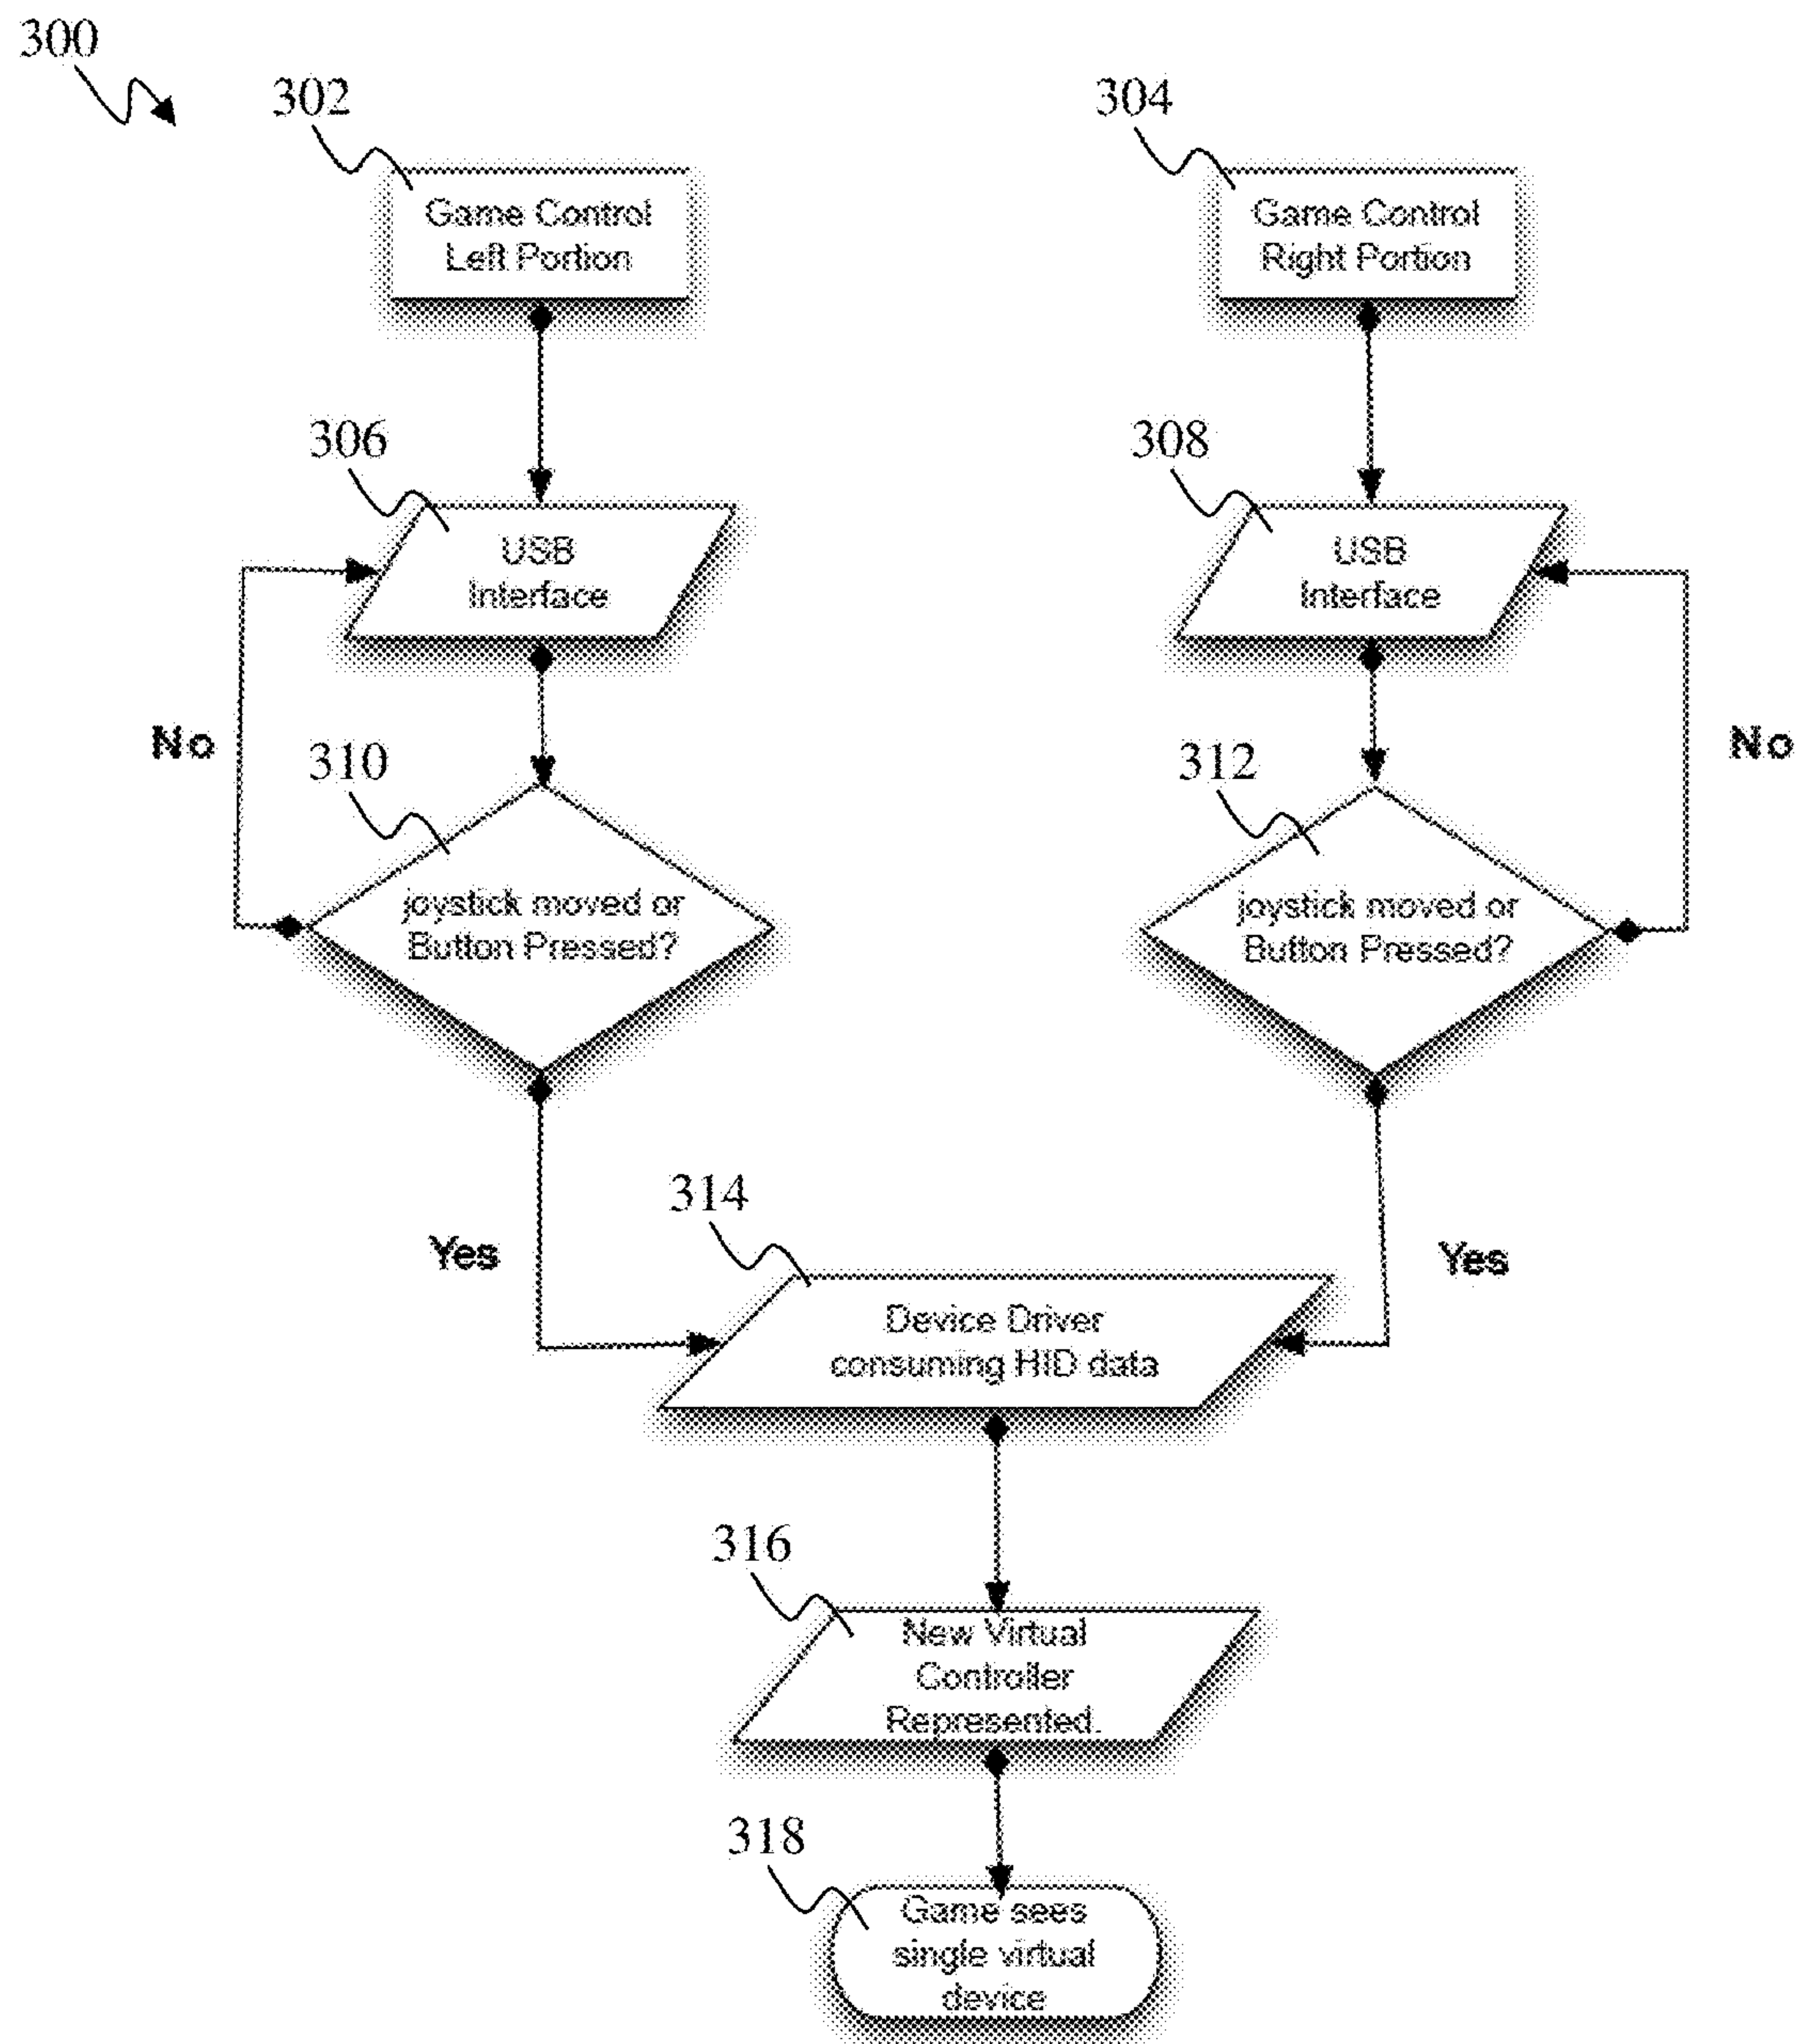 300
302
304
Game Control
Left Portion
Game Control
Right Portion
306
308
USB
Interface
USB
Interface
No
No
310
312
joystick moved or
Button Pressed?
joystick moved or
Button Pressed?
314
Yes
Yes
Device Driver
consuming HID data
316
New Virtual
Controller
Represented.
318
Game sees
single virtual
device